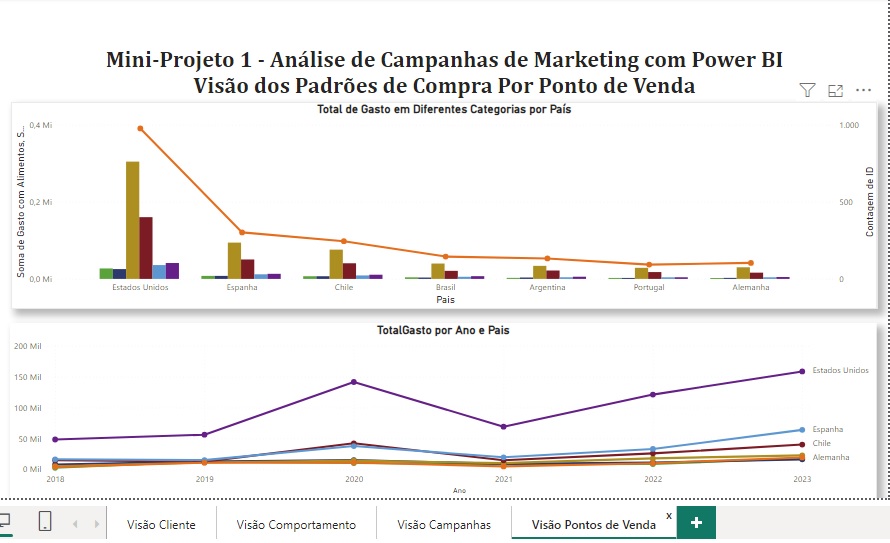 Mini-Projeto 1 - Análise de Campanhas de Marketing com Power BI
Visão dos Padrões de Compra Por Ponto de Venda
Total de Gasto em Diferentes Categorias por País
Soma de Gasto com Alimentos, S...
0,4 Mi
0,2 Mi
0,0 Mi
1.000
500
0
Contagem de ID
Estados Unidos
Espanha
Chile
Brasil
Argentina
Portugal
Alemanha
Pais
TotalGasto por Ano e Pais
200 Mil
150 Mil
100 Mil
50 Mil
0 Mil
Estados Unidos
Espanha
Chile
Alemanha
2018
2019
2020
2021
2022
2023
Ano
Visão Cliente
Visão Comportamento
Visão Campanhas
Visão Pontos de Venda
x
+